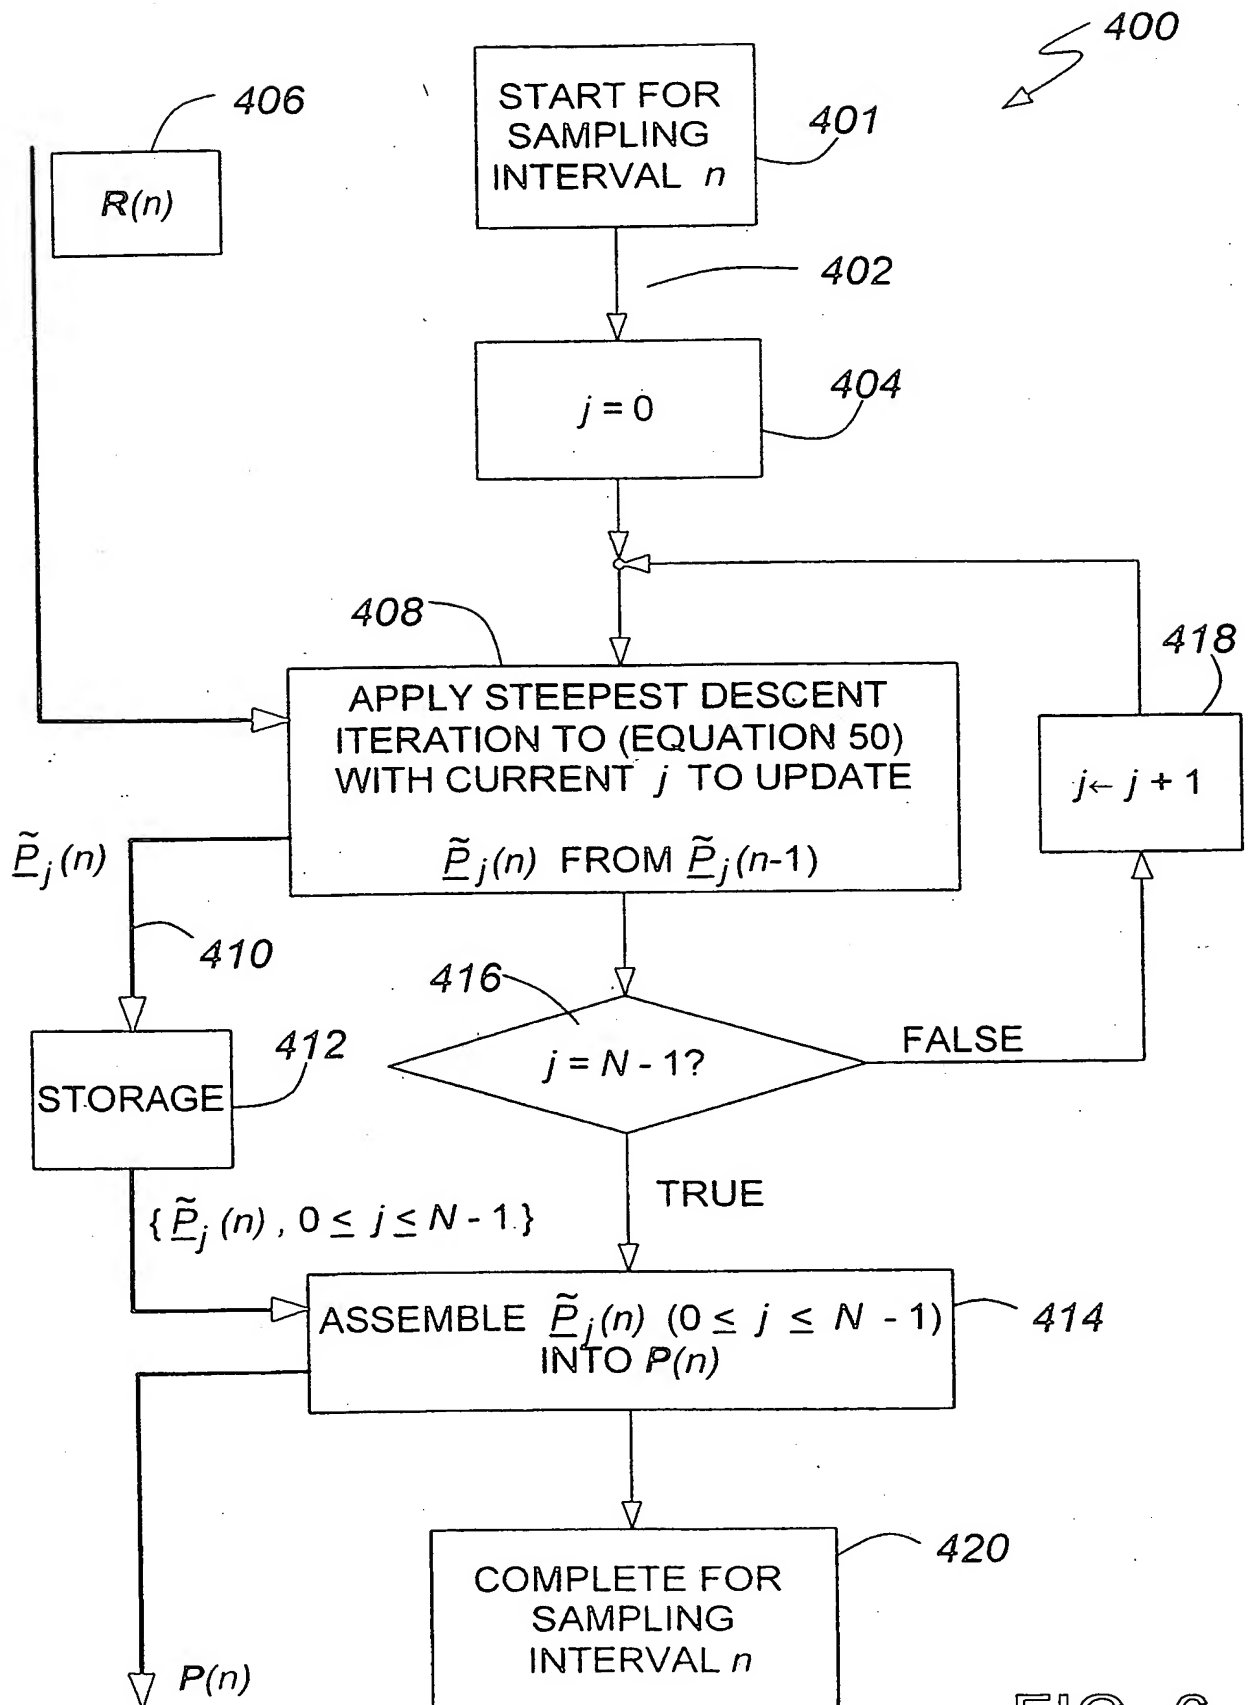 400
406
START FOR
SAMPLING
INTERVAL n
401
R(n)
402
j = 0
404
408
418
APPLY STEEPEST DESCENT
ITERATION TO (EQUATION 50)
WITH CURRENT j TO UPDATE
P̲̃j(n) FROM P̲̃j(n-1)
j← j + 1
P̲̃j(n)
410
416
j = N - 1?
FALSE
412
STORAGE
TRUE
{ P̲̃j (n) , 0 ≤ j ≤ N - 1 }
ASSEMBLE P̲̃j(n) (0 ≤ j ≤ N - 1)
INTO P(n)
414
420
COMPLETE FOR
SAMPLING
INTERVAL n
P(n)
FIG.